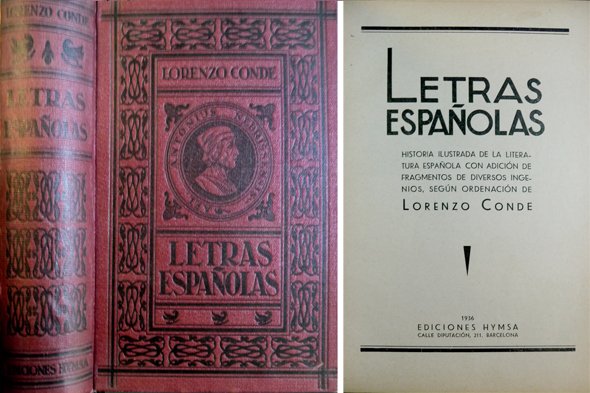 LORENZO CONDE
LETRAS
ESPAÑOLAS
EDICIONES HYMSA
LORENZO CONDE
ANTONIVS
LETRAS
ESPAÑOLAS
LETRAS
ESPAÑOLAS
HISTORIA ILUSTRADA DE LA LITERA-
TURA ESPAÑOLA CON ADICIÓN DE
FRAGMENTOS DE DIVERSOS INGE-
NIOS, SEGÚN ORDENACIÓN DE
LORENZO CONDE
1936
EDICIONES HYMSA
CALLE DIPUTACIÓN, 211. BARCELONA